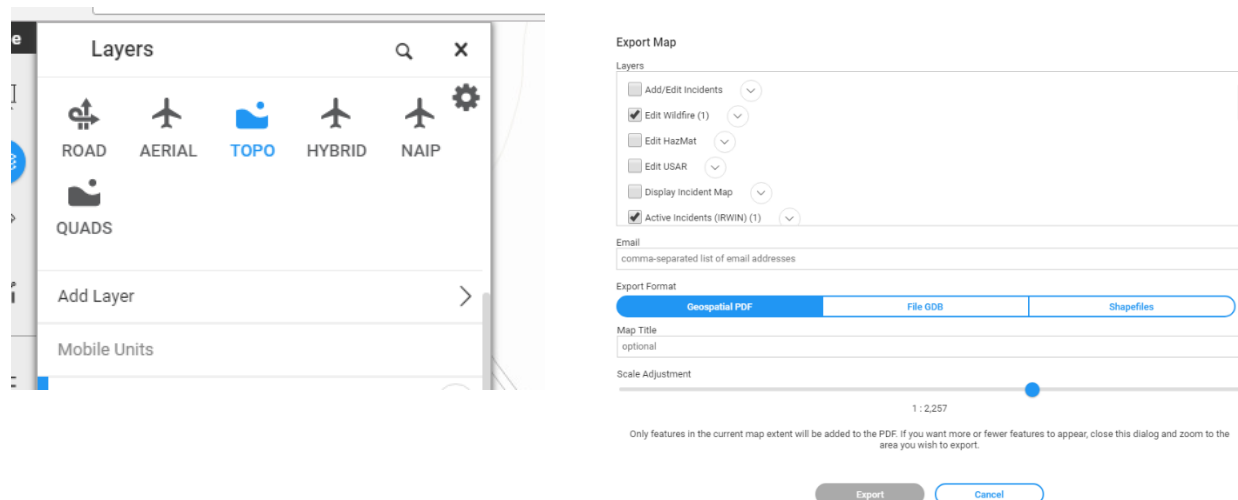 e
Layers
ROAD AERIAL TOPO HYBRID NAIP
QUADS
Add Layer
Mobile Units
Export Map
Layers
Add/Edit Incidents
Edit Wildfire (1)
Edit HazMat
Edit USAR
Display Incident Map
Active Incidents (IRWIN) (1)
Email
comma-separated list of email addresses
Export Format
Geospatial PDF File GDB Shapefiles
Map Title
optional
Scale Adjustment
1 : 2,257
Only features in the current map extent will be added to the PDF. If you want more or fewer features to appear, close this dialog and zoom to the
area you wish to export.
Export Cancel